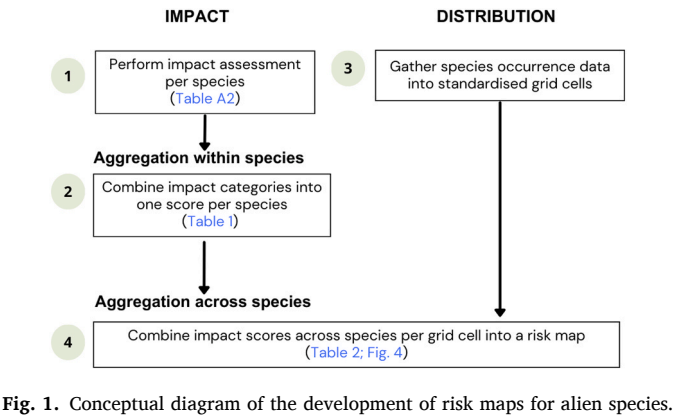 IMPACT
DISTRIBUTION
1
Perform impact assessment
per species
(Table A2)
3
Gather species occurrence data
into standardised grid cells
Aggregation within species
2
Combine impact categories into
one score per species
(Table 1)
Aggregation across species
4
Combine impact scores across species per grid cell into a risk map
(Table 2; Fig. 4)
Fig. 1. Conceptual diagram of the development of risk maps for alien species.